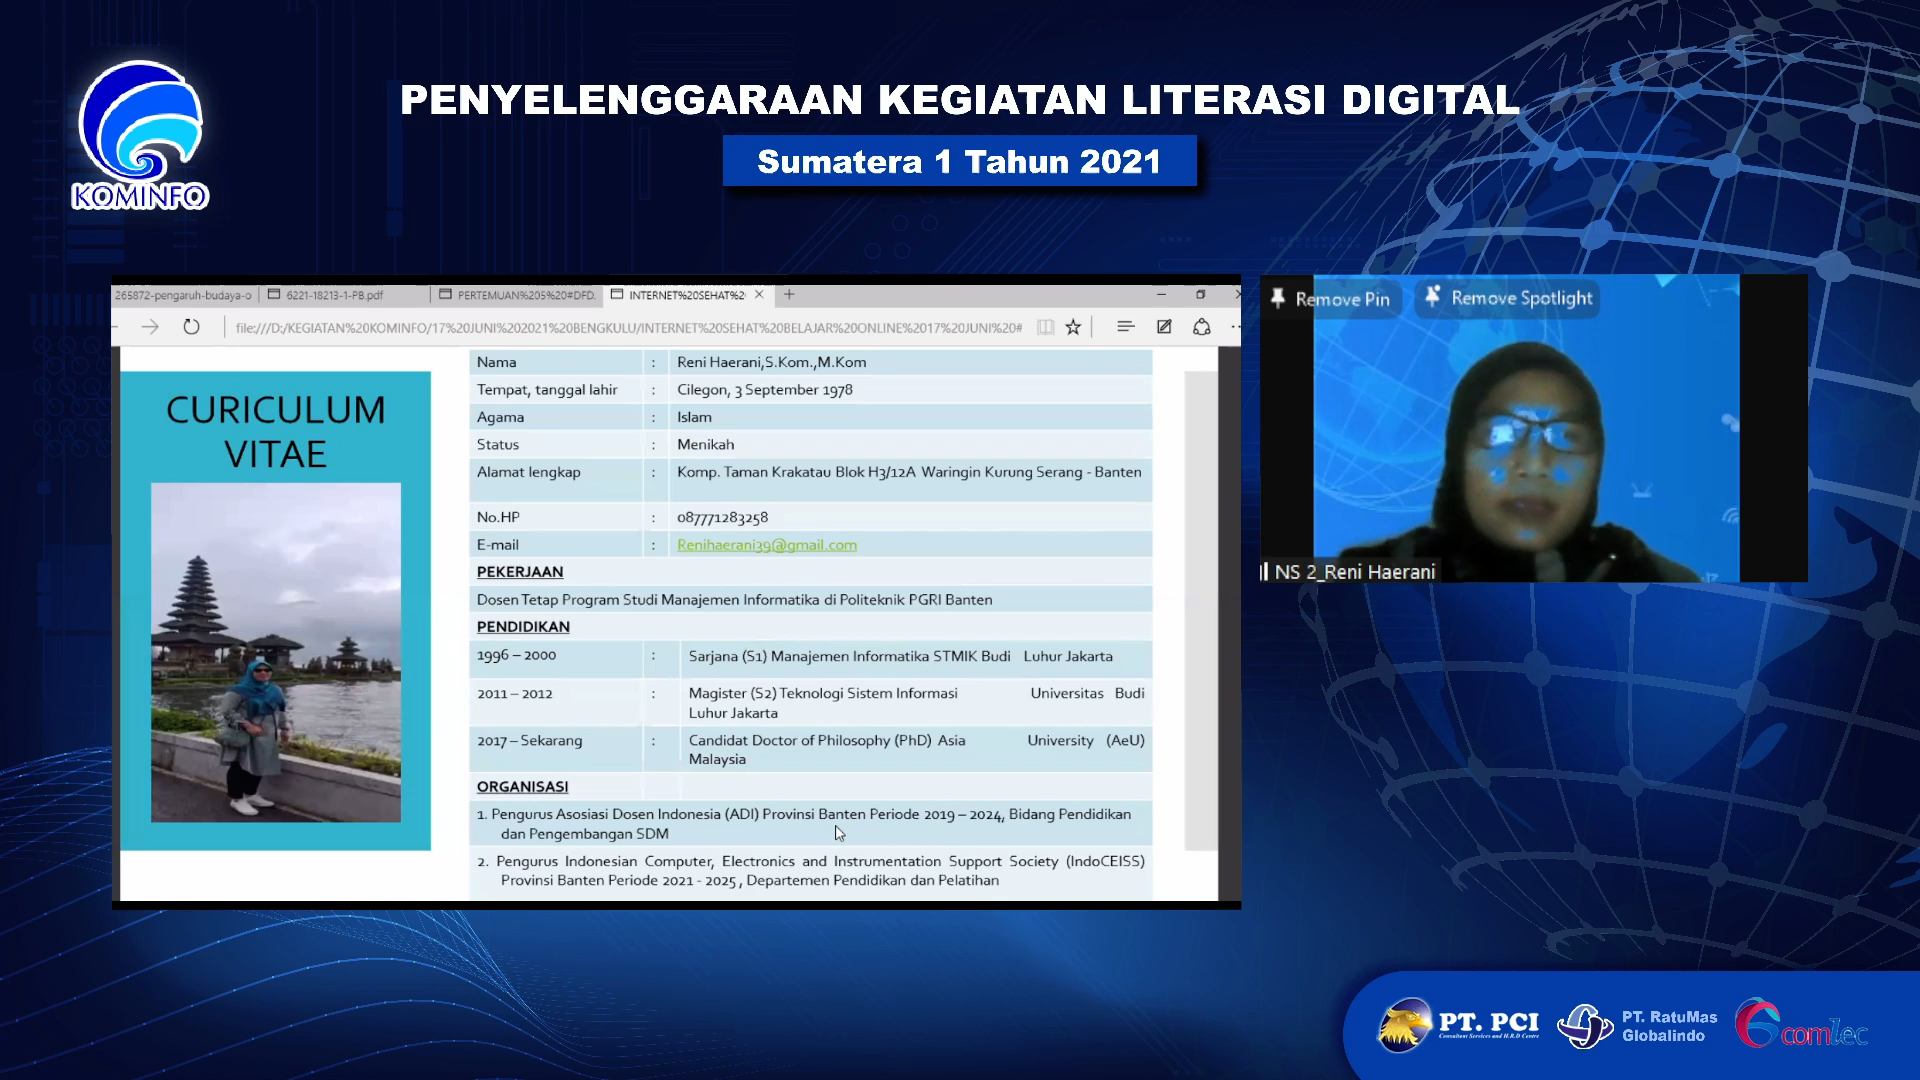 KOMINFO
PENYELENGGARAAN KEGIATAN LITERASI DIGITAL
Sumatera 1 Tahun 2021
265872-pengaruh-budaya-o
6221-18213-1-PB.pdf
PERTEMUAN%205%20#DFD.
INTERNET%20SEHAT%2
file:///D:/KEGIATAN%20KOMINFO/17%20JUNI%202021%20BENGKULU/INTERNET%20SEHAT%20BELAJAR%20ONLINE%2017%20JUNI%20#
CURICULUM
VITAE
Nama : Reni Haerani,S.Kom.,M.Kom
Tempat, tanggal lahir : Cilegon, 3 September 1978
Agama : Islam
Status : Menikah
Alamat lengkap : Komp. Taman Krakatau Blok H3/12A Waringin Kurung Serang - Banten
No.HP : 087771283258
E-mail : Renihaerani39@gmail.com
PEKERJAAN
Dosen Tetap Program Studi Manajemen Informatika di Politeknik PGRI Banten
PENDIDIKAN
1996 – 2000 : Sarjana (S1) Manajemen Informatika STMIK Budi Luhur Jakarta
2011 – 2012 : Magister (S2) Teknologi Sistem Informasi Universitas Budi
Luhur Jakarta
2017 – Sekarang : Candidat Doctor of Philosophy (PhD) Asia University (AeU)
Malaysia
ORGANISASI
1. Pengurus Asosiasi Dosen Indonesia (ADI) Provinsi Banten Periode 2019 – 2024, Bidang Pendidikan
dan Pengembangan SDM
2. Pengurus Indonesian Computer, Electronics and Instrumentation Support Society (IndoCEISS)
Provinsi Banten Periode 2021 - 2025 , Departemen Pendidikan dan Pelatihan
Remove Pin
Remove Spotlight
NS 2_Reni Haerani
PT. PCI
Consultant Services and H.R.D Centre
PT. RatuMas
Globalindo
comtec